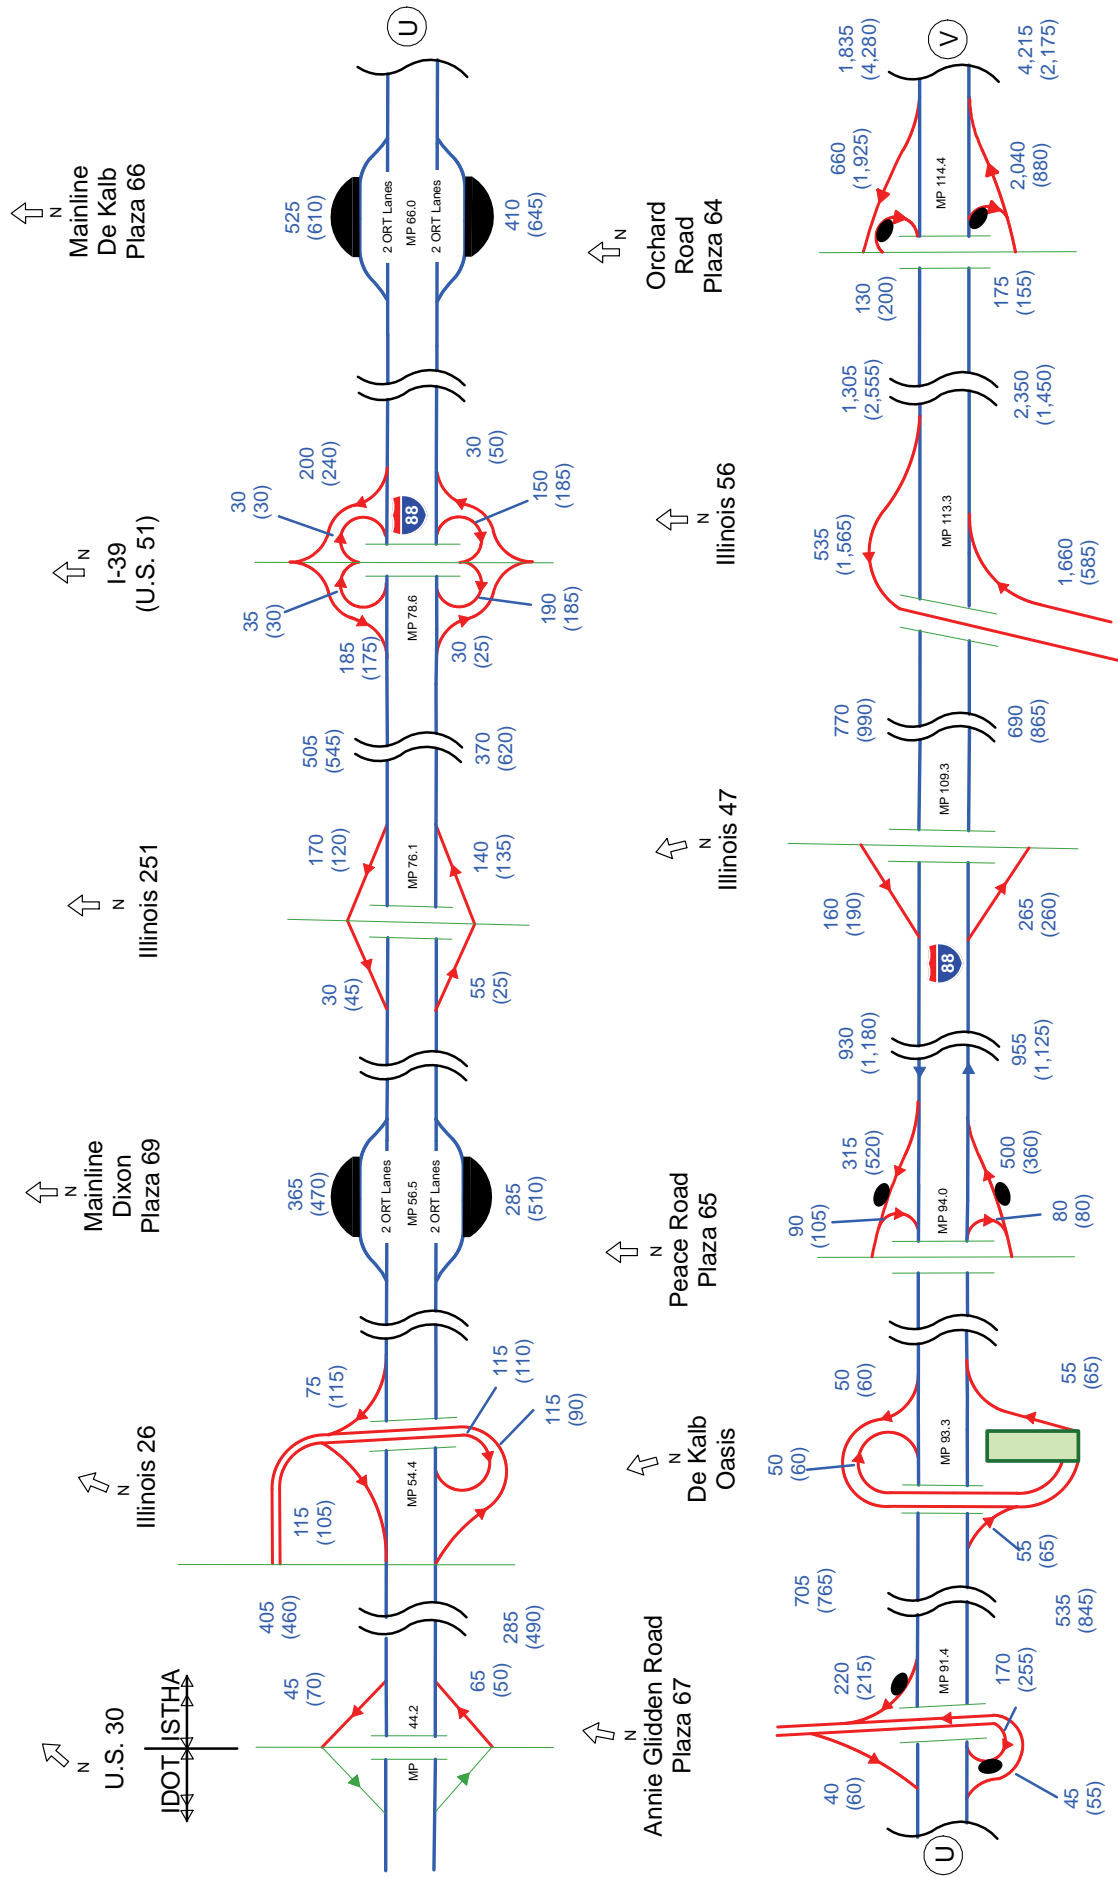 N
U.S. 30
IDOT
ISTHA
45
(70)
65
(50)
MP
44.2
405
(460)
285
(490)
N
Illinois 26
115
(105)
75
(115)
115
(110)
115
(90)
MP 54.4
N
Mainline
Dixon
Plaza 69
365
(470)
2 ORT Lanes
MP 56.5
2 ORT Lanes
285
(510)
N
Illinois 251
30
(45)
170
(120)
MP 76.1
55
(25)
140
(135)
505
(545)
370
(620)
N
I-39
(U.S. 51)
35
(30)
30
(30)
185
(175)
200
(240)
MP 78.6
88
30
(25)
190
(185)
150
(185)
30
(50)
N
Mainline
De Kalb
Plaza 66
525
(610)
2 ORT Lanes
MP 66.0
2 ORT Lanes
410
(645)
U
N
Annie Glidden Road
Plaza 67
U
40
(60)
220
(215)
MP 91.4
45
(55)
170
(255)
705
(765)
535
(845)
N
De Kalb
Oasis
50
(60)
50
(60)
MP 93.3
55
(65)
55
(65)
N
Peace Road
Plaza 65
90
(105)
315
(520)
MP 94.0
80
(80)
500
(360)
930
(1,180)
955
(1,125)
N
Illinois 47
160
(190)
88
265
(260)
MP 109.3
770
(990)
690
(865)
N
Illinois 56
535
(1,565)
MP 113.3
1,660
(585)
1,305
(2,555)
2,350
(1,450)
N
Orchard
Road
Plaza 64
130
(200)
660
(1,925)
MP 114.4
175
(155)
2,040
(880)
1,835
(4,280)
4,215
(2,175)
V